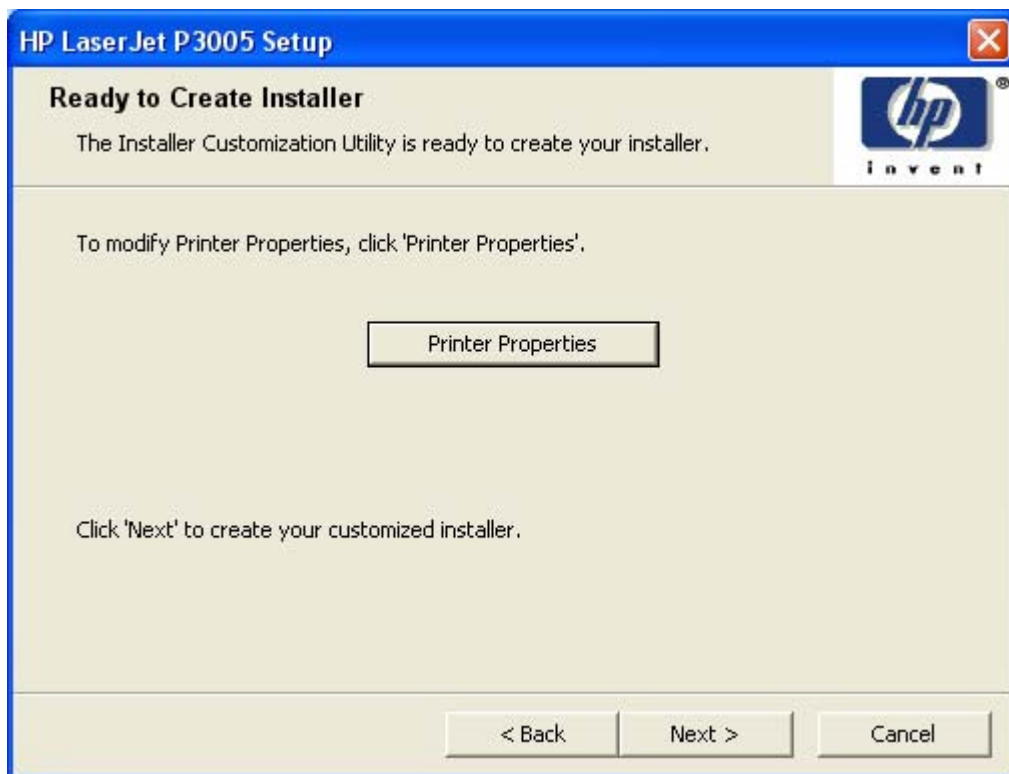 HP LaserJet P3005 Setup
Ready to Create Installer
The Installer Customization Utility is ready to create your installer.
hp
®
invent
To modify Printer Properties, click 'Printer Properties'.
Printer Properties
Click 'Next' to create your customized installer.
< Back
Next >
Cancel